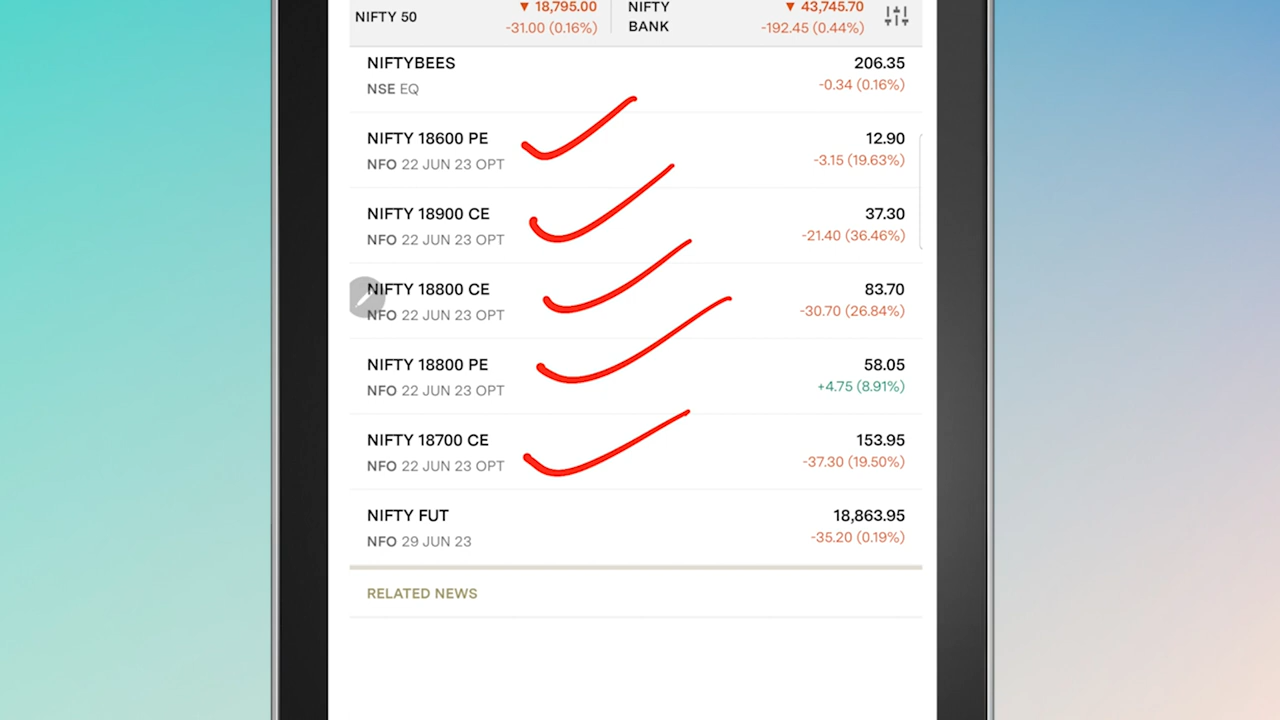 NIFTY 50 ▼ 18,795.00 -31.00 (0.16%)
NIFTY BANK ▼ 43,745.70 -192.45 (0.44%)
NIFTYBEES 206.35
NSE EQ -0.34 (0.16%)
NIFTY 18600 PE 12.90
NFO 22 JUN 23 OPT -3.15 (19.63%)
NIFTY 18900 CE 37.30
NFO 22 JUN 23 OPT -21.40 (36.46%)
NIFTY 18800 CE 83.70
NFO 22 JUN 23 OPT -30.70 (26.84%)
NIFTY 18800 PE 58.05
NFO 22 JUN 23 OPT +4.75 (8.91%)
NIFTY 18700 CE 153.95
NFO 22 JUN 23 OPT -37.30 (19.50%)
NIFTY FUT 18,863.95
NFO 29 JUN 23 -35.20 (0.19%)
RELATED NEWS